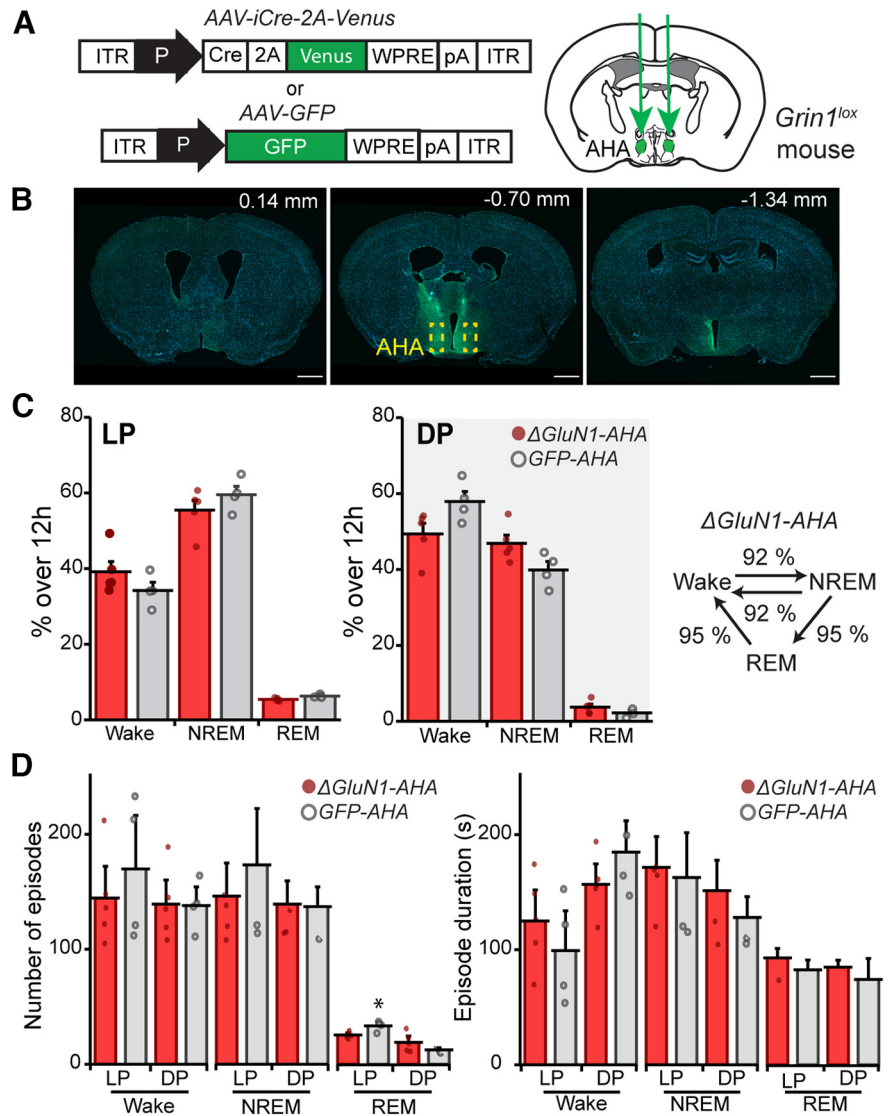 A
AAV-iCre-2A-Venus
ITR P Cre 2A Venus WPRE pA ITR
or
AAV-GFP
ITR P GFP WPRE pA ITR
AHA
Grin1lox
mouse
B
0.14 mm
-0.70 mm
-1.34 mm
AHA
C
LP
% over 12h
80
60
40
20
0
Wake NREM REM
DP
ΔGluN1-AHA
GFP-AHA
% over 12h
80
60
40
20
0
Wake NREM REM
ΔGluN1-AHA
92 %
Wake NREM
92 %
95 % 95 %
REM
D
ΔGluN1-AHA
GFP-AHA
Number of episodes
200
100
0
*
LP DP LP DP LP DP
Wake NREM REM
ΔGluN1-AHA
GFP-AHA
Episode duration (s)
200
100
0
LP DP LP DP LP DP
Wake NREM REM